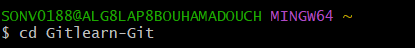 SONV0188@ALG8LAP8BOUHAMADOUCH MINGW64 ~
$ cd Gitlearn-Git